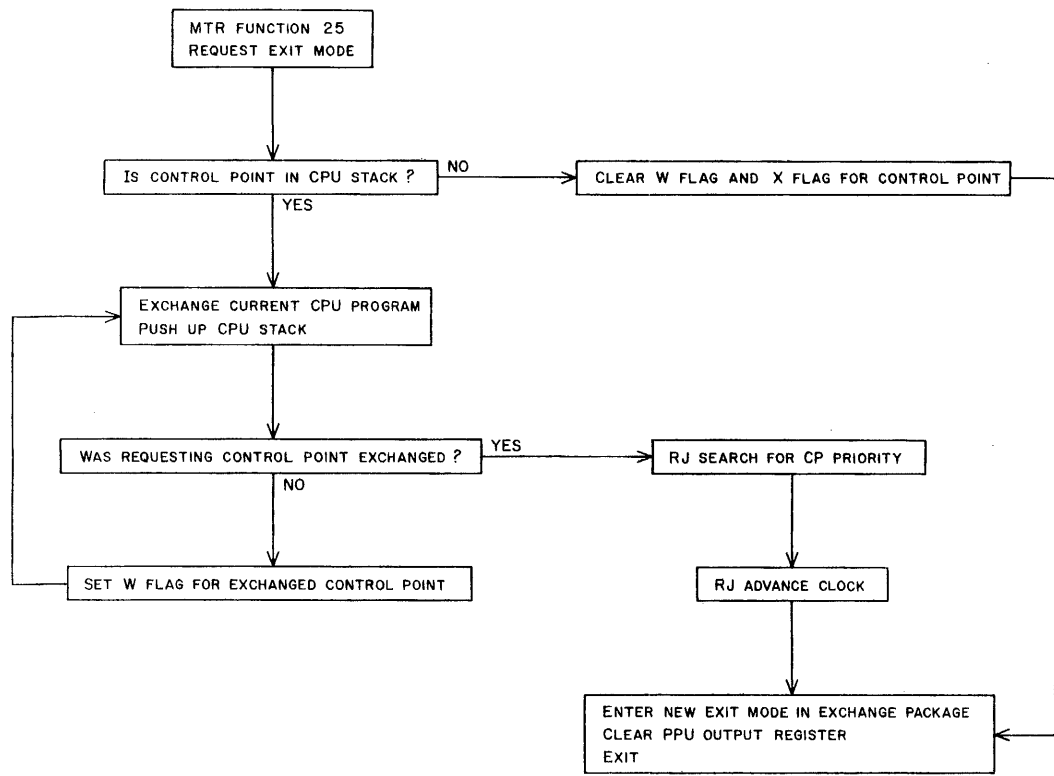 MTR FUNCTION 25
REQUEST EXIT MODE
IS CONTROL POINT IN CPU STACK ?
NO
CLEAR W FLAG AND X FLAG FOR CONTROL POINT
YES
EXCHANGE CURRENT CPU PROGRAM
PUSH UP CPU STACK
WAS REQUESTING CONTROL POINT EXCHANGED ?
YES
RJ SEARCH FOR CP PRIORITY
NO
SET W FLAG FOR EXCHANGED CONTROL POINT
RJ ADVANCE CLOCK
ENTER NEW EXIT MODE IN EXCHANGE PACKAGE
CLEAR PPU OUTPUT REGISTER
EXIT